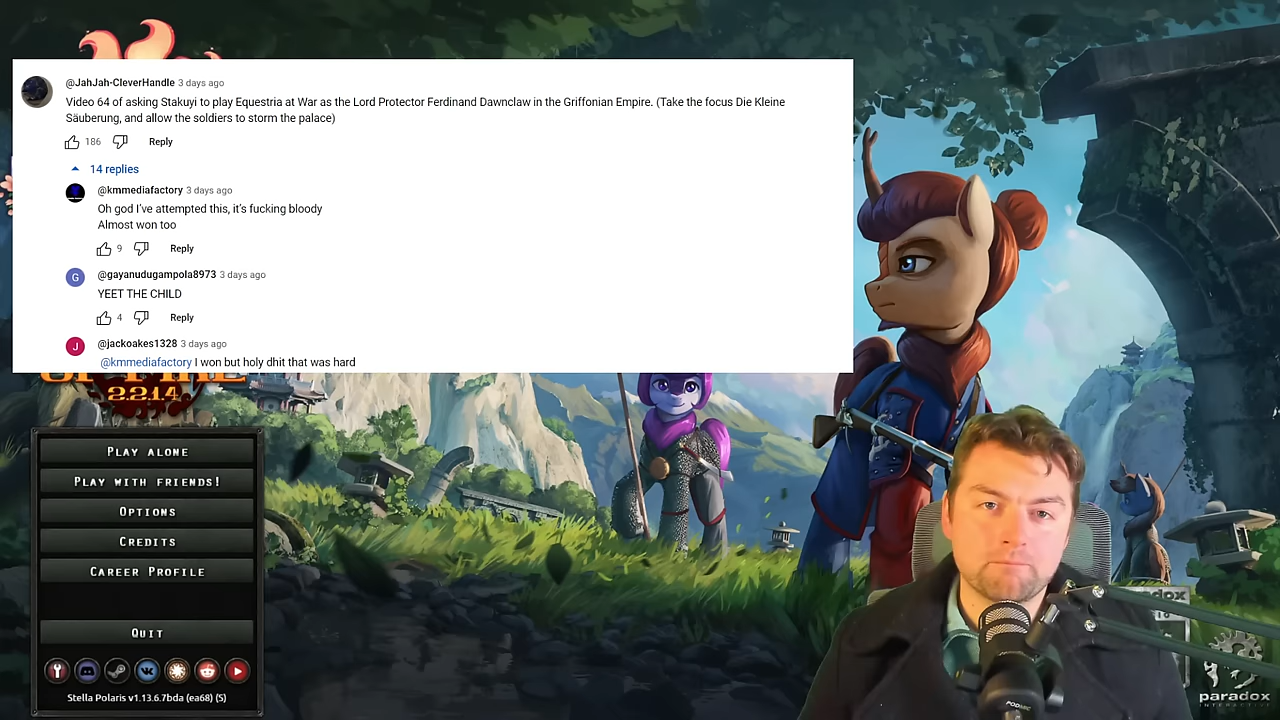 @JahJah-CleverHandle 3 days ago
Video 64 of asking Stakuyi to play Equestria at War as the Lord Protector Ferdinand Dawnclaw in the Griffonian Empire. (Take the focus Die Kleine
Säuberung, and allow the soldiers to storm the palace)
186 Reply
14 replies
@kmmediafactory 3 days ago
Oh god I've attempted this, it's fucking bloody
Almost won too
9 Reply
G @gayanudugampola8973 3 days ago
YEET THE CHILD
4 Reply
J @jackoakes1328 3 days ago
@kmmediafactory I won but holy dhit that was hard
2.2.1.4
PLAY ALONE
PLAY WITH FRIENDS!
OPTIONS
CREDITS
CAREER PROFILE
QUIT
Stella Polaris v1.13.6.7bda (ea68) (S)
PODMIC
paradox
INTERACTIVE